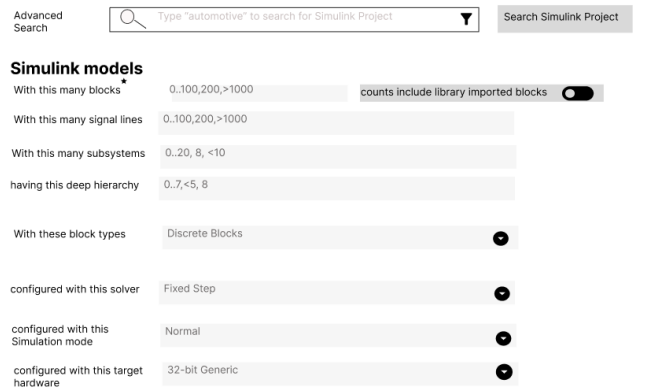 Advanced
Search
Type "automotive" to search for Simulink Project
Search Simulink Project
Simulink models
With this many blocks*
0..100,200,>1000
counts include library imported blocks
With this many signal lines
0..100,200,>1000
With this many subsystems
0..20, 8, <10
having this deep hierarchy
0..7,<5, 8
With these block types
Discrete Blocks
configured with this solver
Fixed Step
configured with this
Simulation mode
Normal
configured with this target
hardware
32-bit Generic